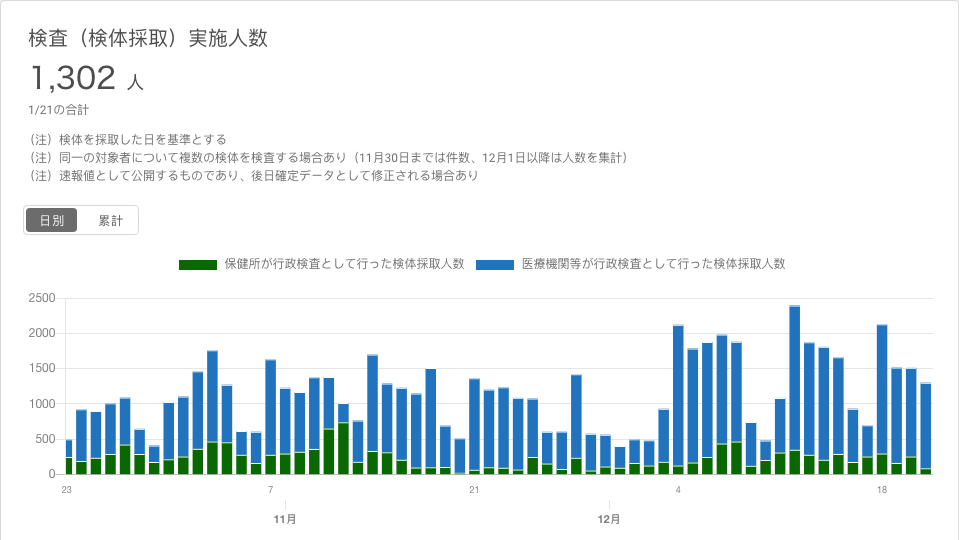 検査（検体採取）実施人数
1,302 人
1/21の合計
（注）検体を採取した日を基準とする
（注）同一の対象者について複数の検体を検査する場合あり（11月30日までは件数、12月1日以降は人数を集計）
（注）速報値として公開するものであり、後日確定データとして修正される場合あり
日別 累計
保健所が行政検査として行った検体採取人数 医療機関等が行政検査として行った検体採取人数
2500
2000
1500
1000
500
0
23 7 21 4 18
11月 12月